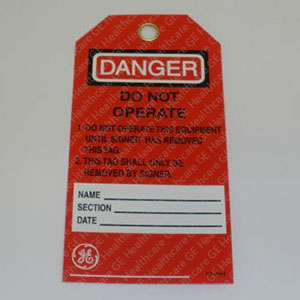 DANGER
DO NOT
OPERATE
1. DO NOT OPERATE THIS EQUIPMENT
UNTIL SIGNER HAS REMOVED
THIS TAG.
2. THIS TAG SHALL ONLY BE
REMOVED BY SIGNER.
NAME
SECTION
DATE
GE